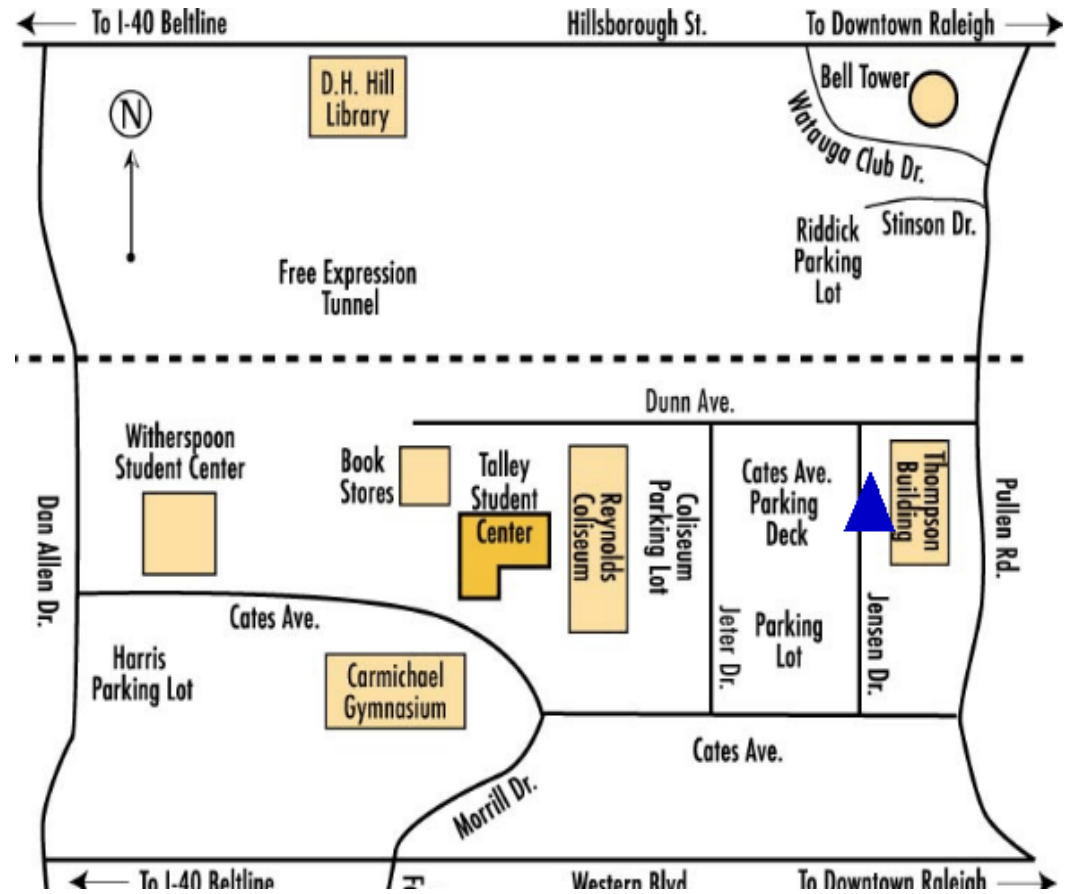 To I-40 Beltline
Hillsborough St.
To Downtown Raleigh
D.H. Hill
Library
Bell Tower
N
Watauga Club Dr.
Stinson Dr.
Riddick
Parking
Lot
Free Expression
Tunnel
Dunn Ave.
Witherspoon
Student Center
Book
Stores
Talley
Student
Center
Reynolds
Coliseum
Coliseum
Parking Lot
Cates Ave.
Parking
Deck
Thompson
Building
Pullen Rd.
Dan Allen Dr.
Cates Ave.
Jeter Dr.
Parking
Lot
Jensen Dr.
Harris
Parking Lot
Carmichael
Gymnasium
Cates Ave.
Morrill Dr.
To I-40 Beltline
Western Blvd
To Downtown Raleigh